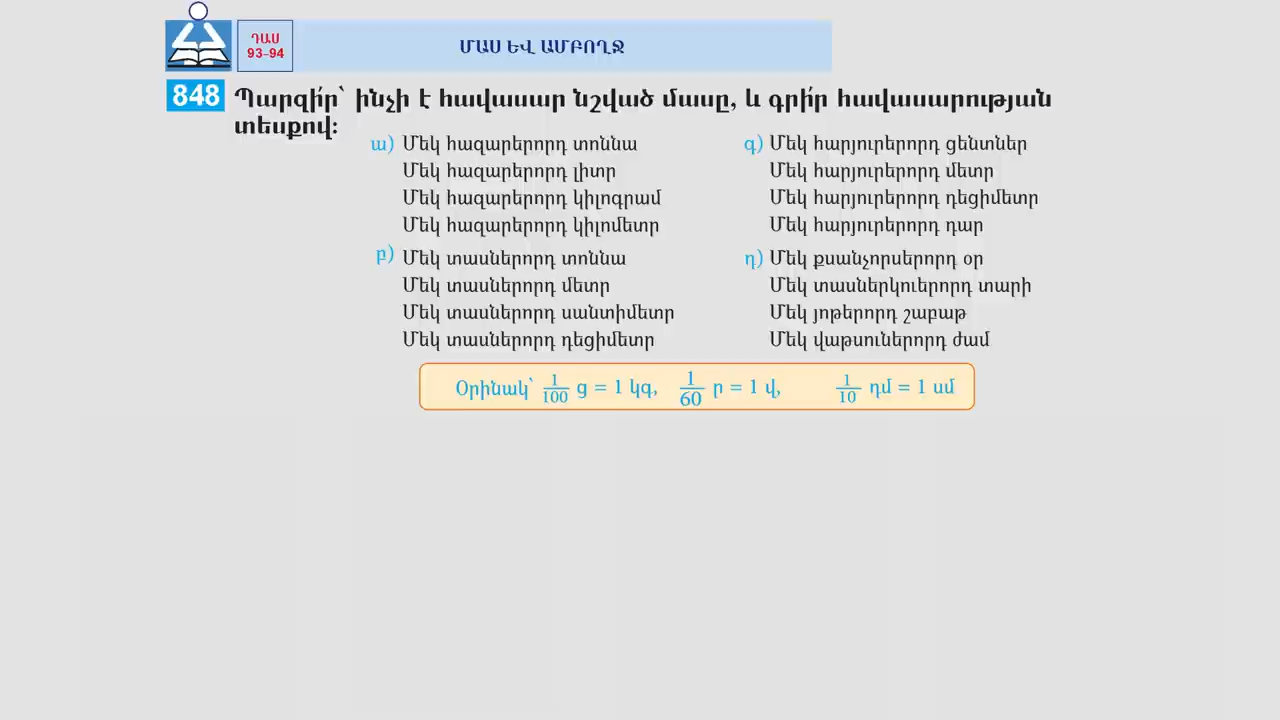 ԴԱՍ
93-94
ՄԱՍ ԵՎ ԱՄԲՈՂՋ
848 Պարզի՛ր՝ ինչի է հավասար նշված մասը, և գրի՛ր հավասարության
տեսքով:
ա) Մեկ հազարերորդ տոննա
Մեկ հազարերորդ լիտր
Մեկ հազարերորդ կիլոգրամ
Մեկ հազարերորդ կիլոմետր
բ) Մեկ տասներորդ տոննա
Մեկ տասներորդ մետր
Մեկ տասներորդ սանտիմետր
Մեկ տասներորդ դեցիմետր
գ) Մեկ հարյուրերորդ ցենտներ
Մեկ հարյուրերորդ մետր
Մեկ հարյուրերորդ դեցիմետր
Մեկ հարյուրերորդ դար
դ) Մեկ քսանչորսերորդ օր
Մեկ տասներկուերորդ տարի
Մեկ յոթերորդ շաբաթ
Մեկ վաթսուներորդ ժամ
Օրինակ՝ 1/100 ց = 1 կգ, 1/60 ր = 1 վ, 1/10 դմ = 1 սմ